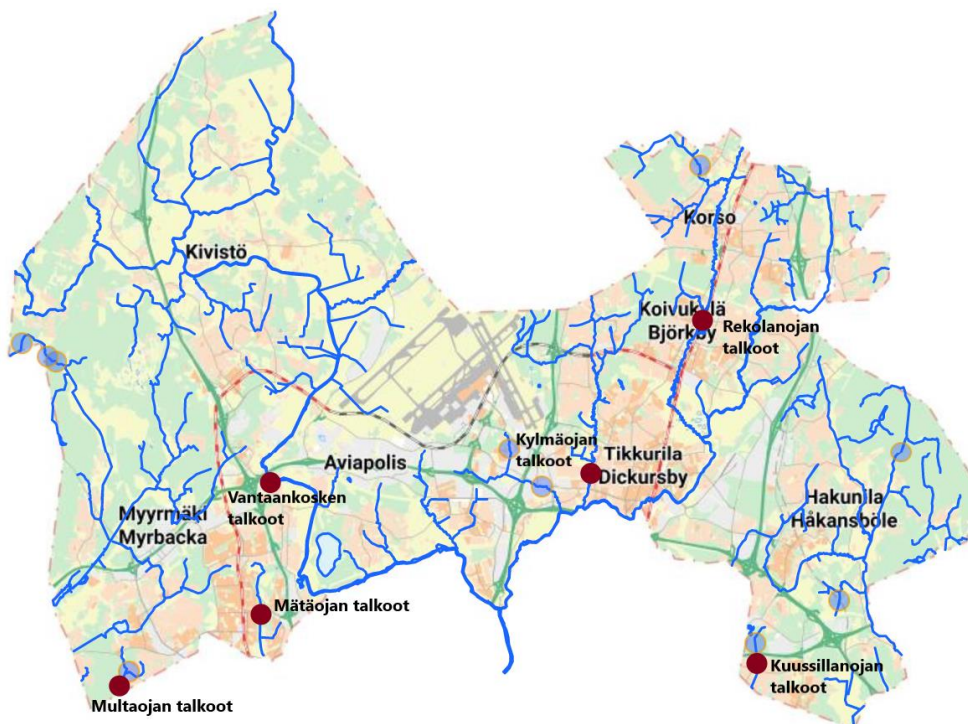 Korso
Kivistö
Koivukylä
Björkby
Rekolanojan
talkoot
Kylmäojan
talkoot
Tikkurila
Dickursby
Aviapolis
Vantaankosken
talkoot
Myyrmäki
Myrbacka
Hakunila
Håkansböle
Mätäojan talkoot
Kuussillanojan
talkoot
Multaojan talkoot